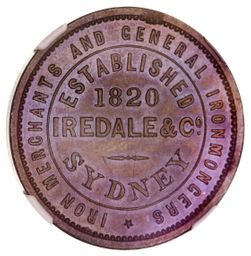 IRON MERCHANTS AND GENERAL IRONMONGERS
ESTABLISHED
1820
IREDALE & Co.
SYDNEY